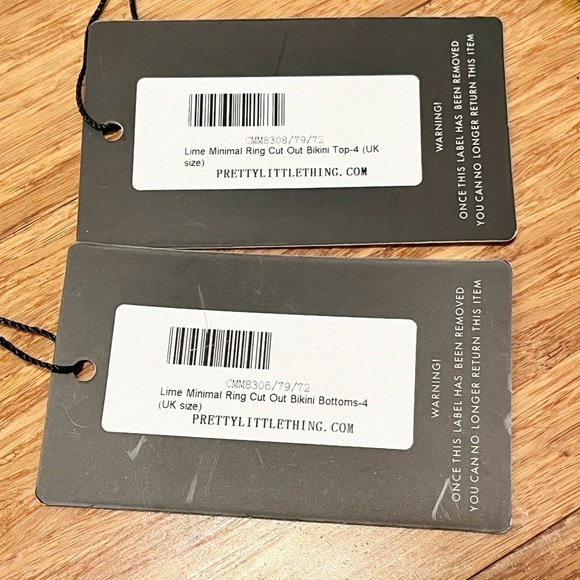 CMM8308/79/72
Lime Minimal Ring Cut Out Bikini Top-4 (UK
size)
PRETTYLITTLETHING.COM
WARNING!
ONCE THIS LABEL HAS BEEN REMOVED
YOU CAN NO LONGER RETURN THIS ITEM
CMM8306/79/72
Lime Minimal Ring Cut Out Bikini Bottoms-4
(UK size)
PRETTYLITTLETHING.COM
WARNING!
ONCE THIS LABEL HAS BEEN REMOVED
YOU CAN NO LONGER RETURN THIS ITEM